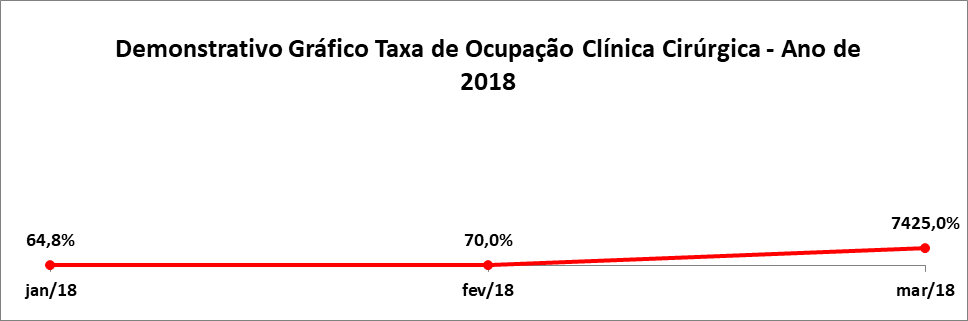 Demonstrativo Gráfico Taxa de Ocupação Clínica Cirúrgica - Ano de
2018
64,8%
70,0%
7425,0%
jan/18
fev/18
mar/18